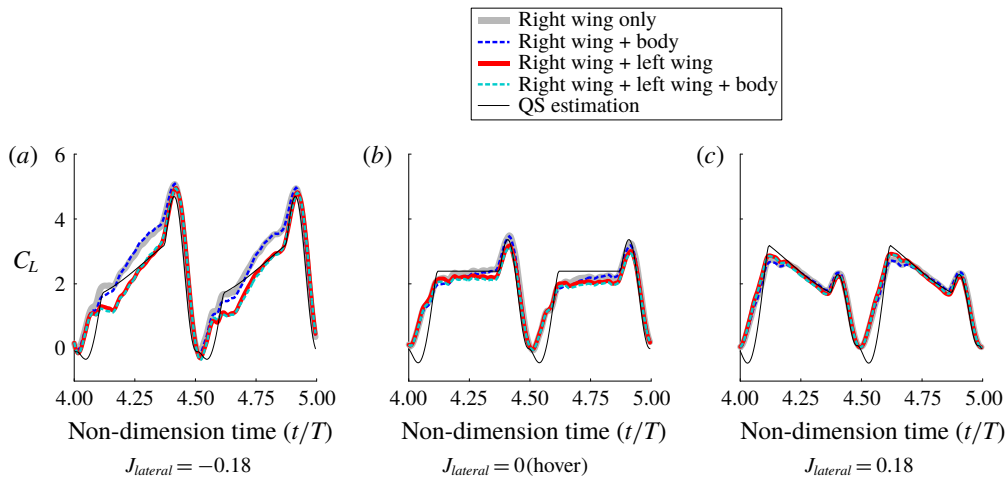 Right wing only
Right wing + body
Right wing + left wing
Right wing + left wing + body
QS estimation
(a) (b) (c)
6
4
2
0
C_L
4.00 4.25 4.50 4.75 5.00 4.00 4.25 4.50 4.75 5.00 4.00 4.25 4.50 4.75 5.00
Non-dimension time (t/T) Non-dimension time (t/T) Non-dimension time (t/T)
J_lateral = −0.18 J_lateral = 0(hover) J_lateral = 0.18